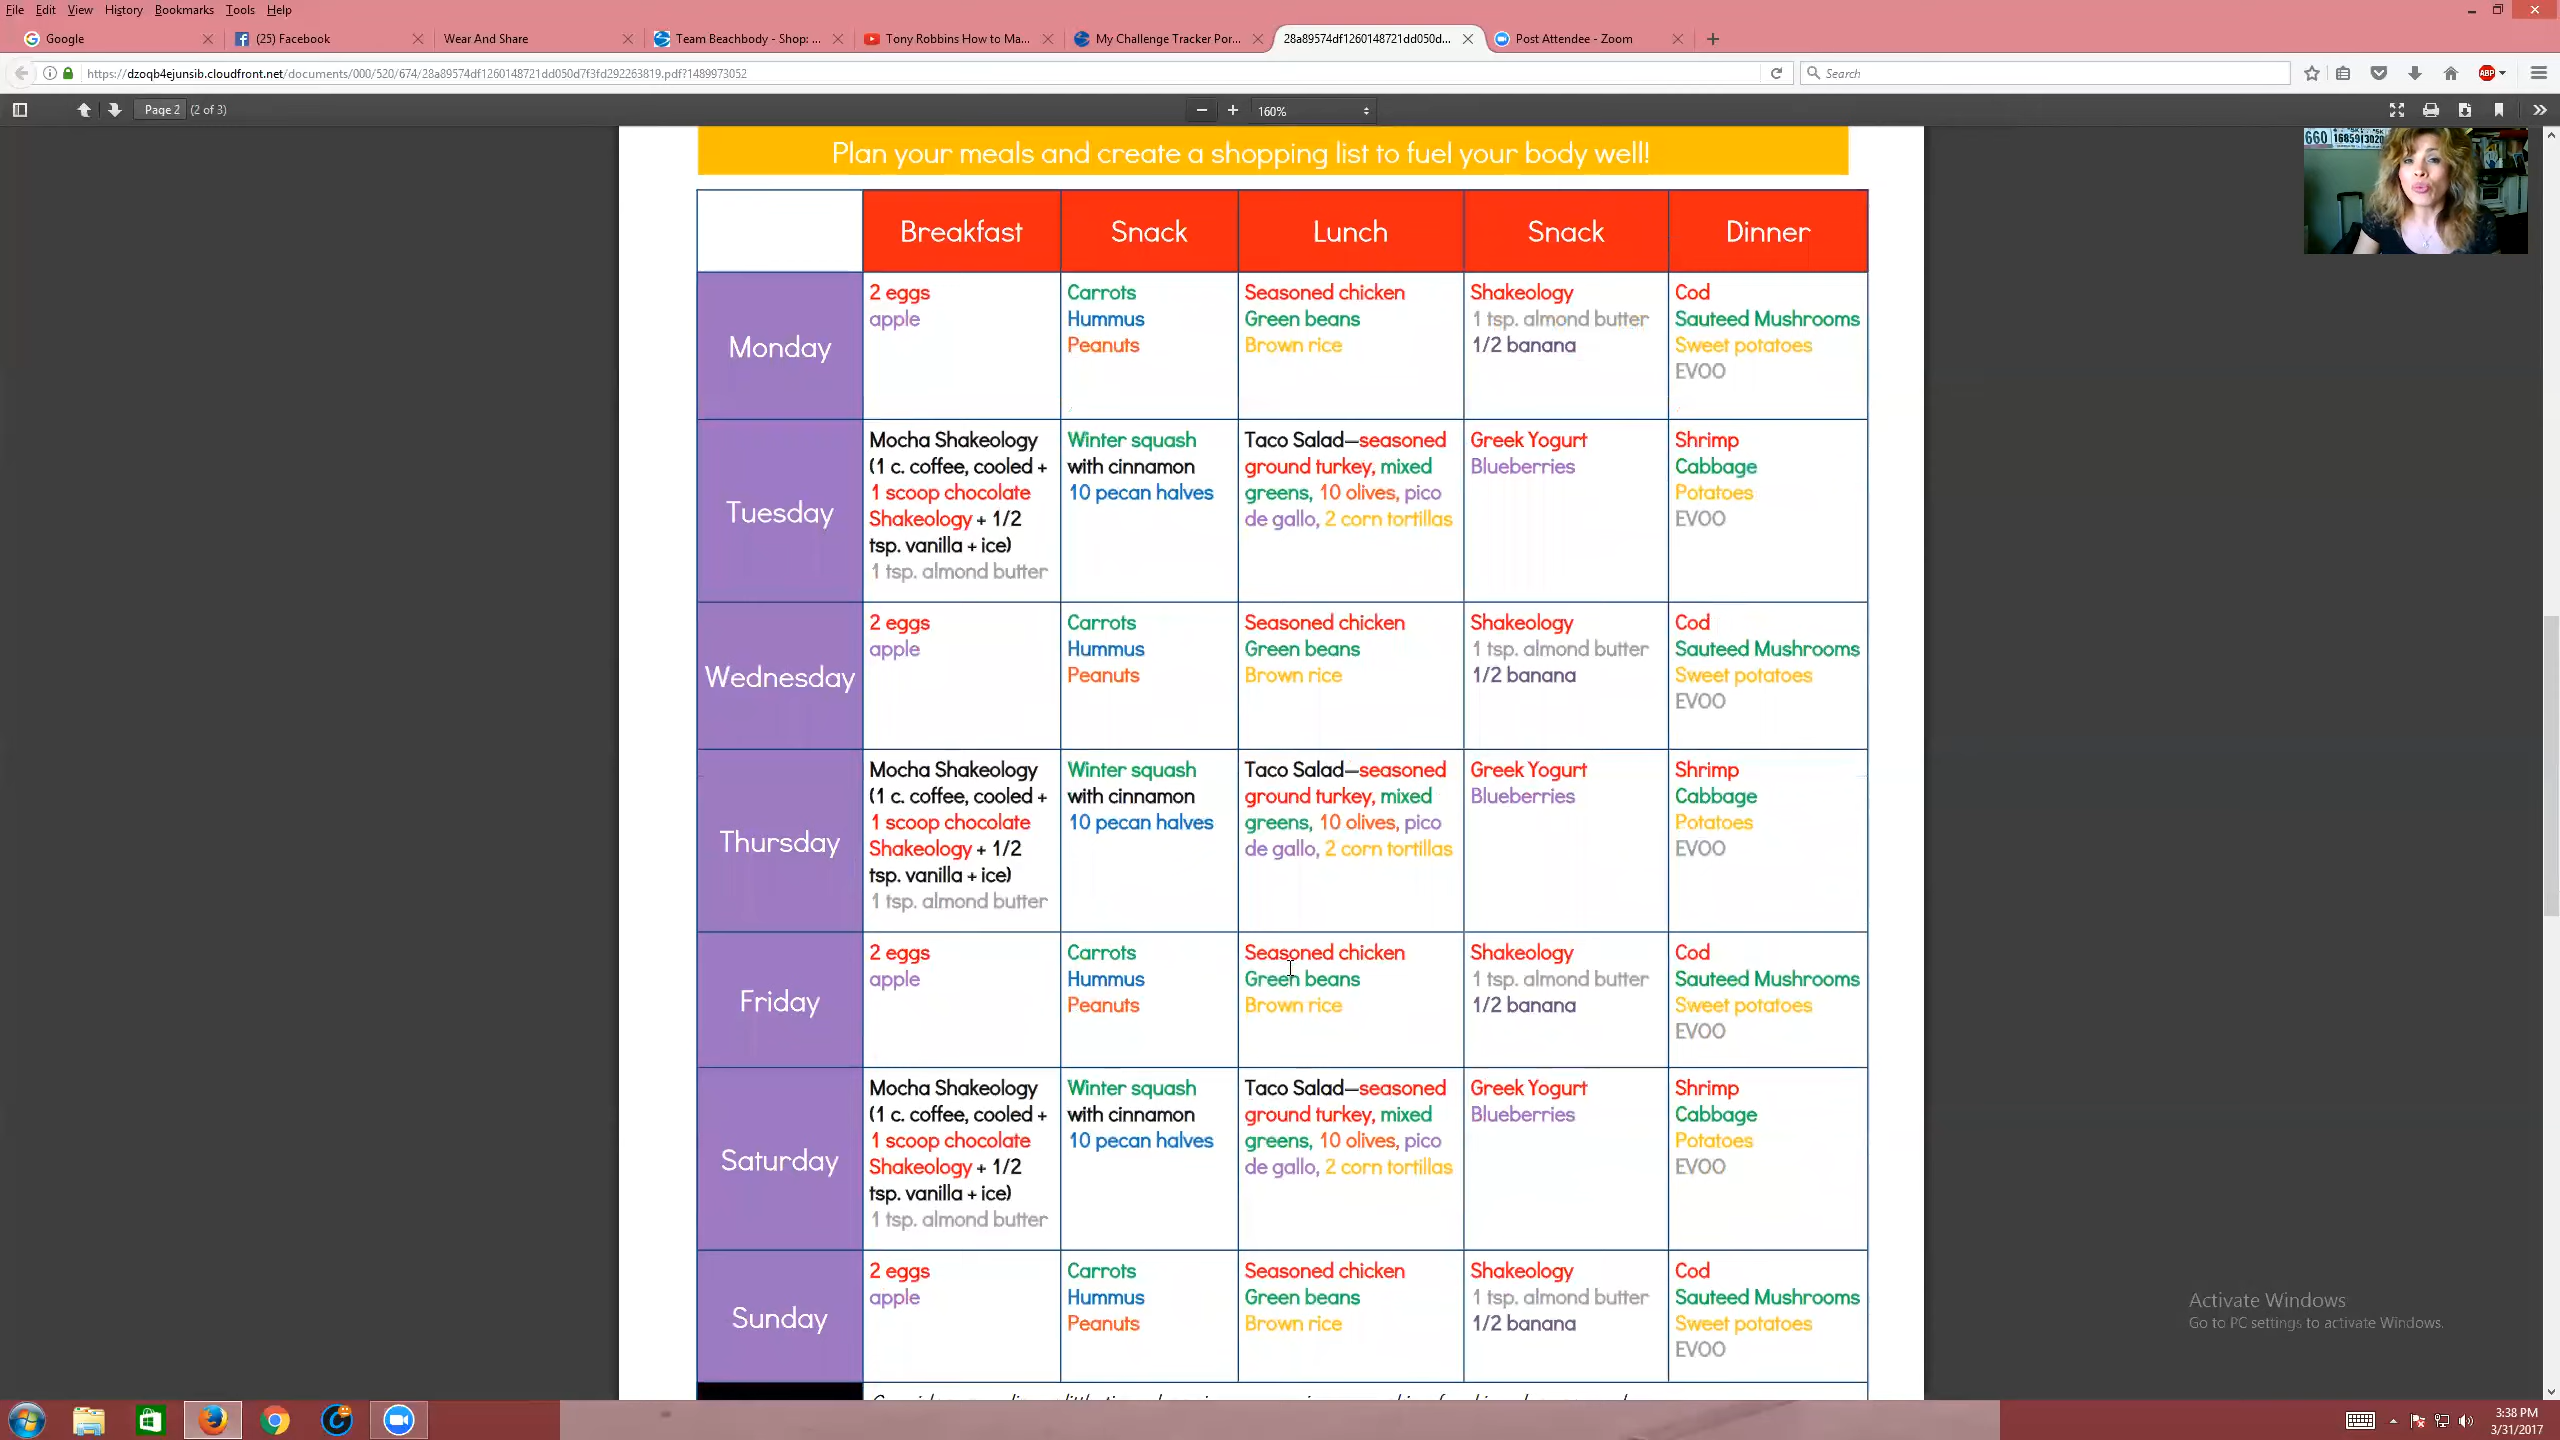 File Edit View History Bookmarks Tools Help
Google
(25) Facebook
Wear And Share
Team Beachbody - Shop: ...
Tony Robbins How to Ma...
My Challenge Tracker Por...
28a89574df1260148721dd050d...
Post Attendee - Zoom
https://dzoqb4ejunsib.cloudfront.net/documents/000/520/674/28a89574df1260148721dd050d7f3fd292263819.pdf?1489973052
Search
ABP
Page 2 (2 of 3)
160%
Plan your meals and create a shopping list to fuel your body well!
Breakfast Snack Lunch Snack Dinner
Monday
2 eggs
apple
Carrots
Hummus
Peanuts
Seasoned chicken
Green beans
Brown rice
Shakeology
1 tsp. almond butter
1/2 banana
Cod
Sauteed Mushrooms
Sweet potatoes
EVOO
Tuesday
Mocha Shakeology
(1 c. coffee, cooled +
1 scoop chocolate
Shakeology + 1/2
tsp. vanilla + ice)
1 tsp. almond butter
Winter squash
with cinnamon
10 pecan halves
Taco Salad—seasoned
ground turkey, mixed
greens, 10 olives, pico
de gallo, 2 corn tortillas
Greek Yogurt
Blueberries
Shrimp
Cabbage
Potatoes
EVOO
Wednesday
2 eggs
apple
Carrots
Hummus
Peanuts
Seasoned chicken
Green beans
Brown rice
Shakeology
1 tsp. almond butter
1/2 banana
Cod
Sauteed Mushrooms
Sweet potatoes
EVOO
Thursday
Mocha Shakeology
(1 c. coffee, cooled +
1 scoop chocolate
Shakeology + 1/2
tsp. vanilla + ice)
1 tsp. almond butter
Winter squash
with cinnamon
10 pecan halves
Taco Salad—seasoned
ground turkey, mixed
greens, 10 olives, pico
de gallo, 2 corn tortillas
Greek Yogurt
Blueberries
Shrimp
Cabbage
Potatoes
EVOO
Friday
2 eggs
apple
Carrots
Hummus
Peanuts
Seasoned chicken
Green beans
Brown rice
Shakeology
1 tsp. almond butter
1/2 banana
Cod
Sauteed Mushrooms
Sweet potatoes
EVOO
Saturday
Mocha Shakeology
(1 c. coffee, cooled +
1 scoop chocolate
Shakeology + 1/2
tsp. vanilla + ice)
1 tsp. almond butter
Winter squash
with cinnamon
10 pecan halves
Taco Salad—seasoned
ground turkey, mixed
greens, 10 olives, pico
de gallo, 2 corn tortillas
Greek Yogurt
Blueberries
Shrimp
Cabbage
Potatoes
EVOO
Sunday
2 eggs
apple
Carrots
Hummus
Peanuts
Seasoned chicken
Green beans
Brown rice
Shakeology
1 tsp. almond butter
1/2 banana
Cod
Sauteed Mushrooms
Sweet potatoes
EVOO
Activate Windows
Go to PC settings to activate Windows.
3:38 PM
3/31/2017